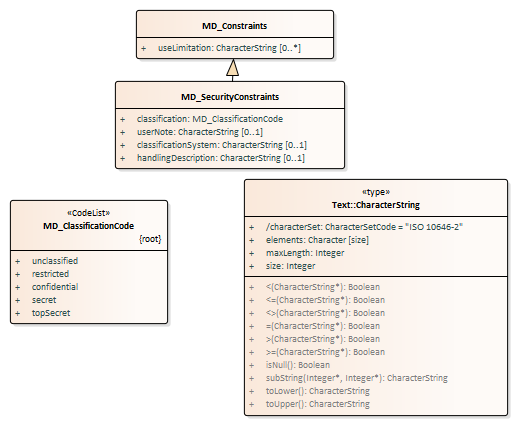 MD_Constraints
+ useLimitation: CharacterString [0..*]
MD_SecurityConstraints
+ classification: MD_ClassificationCode
+ userNote: CharacterString [0..1]
+ classificationSystem: CharacterString [0..1]
+ handlingDescription: CharacterString [0..1]
«CodeList»
MD_ClassificationCode
{root}
+ unclassified
+ restricted
+ confidential
+ secret
+ topSecret
«type»
Text::CharacterString
+ /characterSet: CharacterSetCode = "ISO 10646-2"
+ elements: Character [size]
+ maxLength: Integer
+ size: Integer
+ <(CharacterString*): Boolean
+ <=(CharacterString*): Boolean
+ <>(CharacterString*): Boolean
+ =(CharacterString*): Boolean
+ >(CharacterString*): Boolean
+ >=(CharacterString*): Boolean
+ isNull(): Boolean
+ subString(Integer*, Integer*): CharacterString
+ toLower(): CharacterString
+ toUpper(): CharacterString